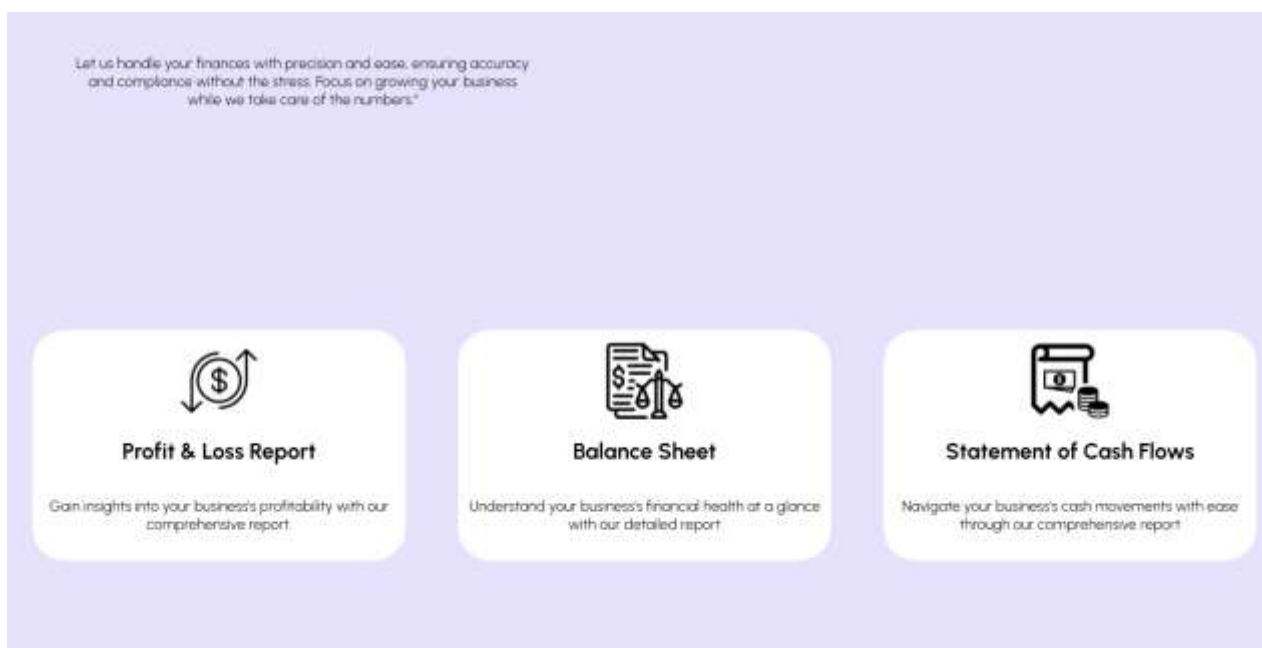 Let us handle your finances with precision and ease, ensuring accuracy
and compliance without the stress. Focus on growing your business
while we take care of the numbers."
Profit & Loss Report
Gain insights into your business's profitability with our
comprehensive report
Balance Sheet
Understand your business's financial health at a glance
with our detailed report
Statement of Cash Flows
Navigate your business's cash movements with ease
through our comprehensive report